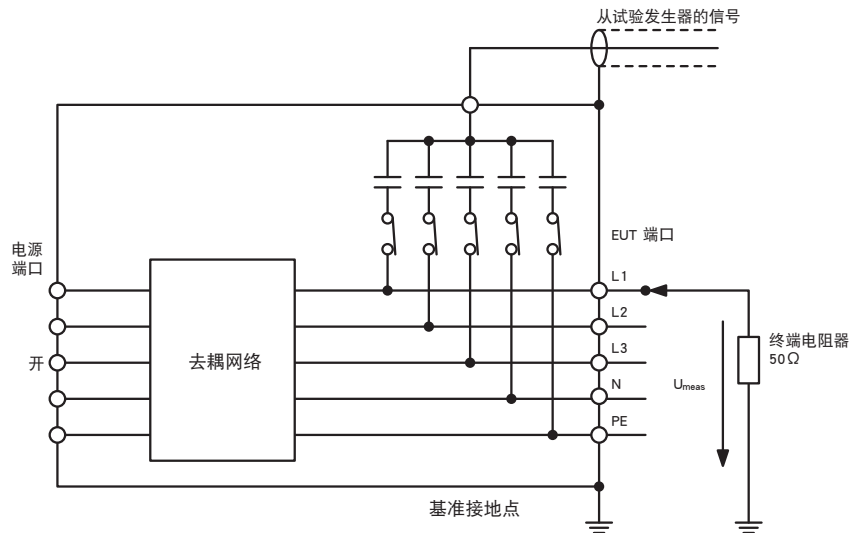 从试验发生器的信号
电源
端口
EUT 端口
L1
L2
去耦网络
终端电阻器
50Ω
开
L3
N
Umeas
PE
基准接地点